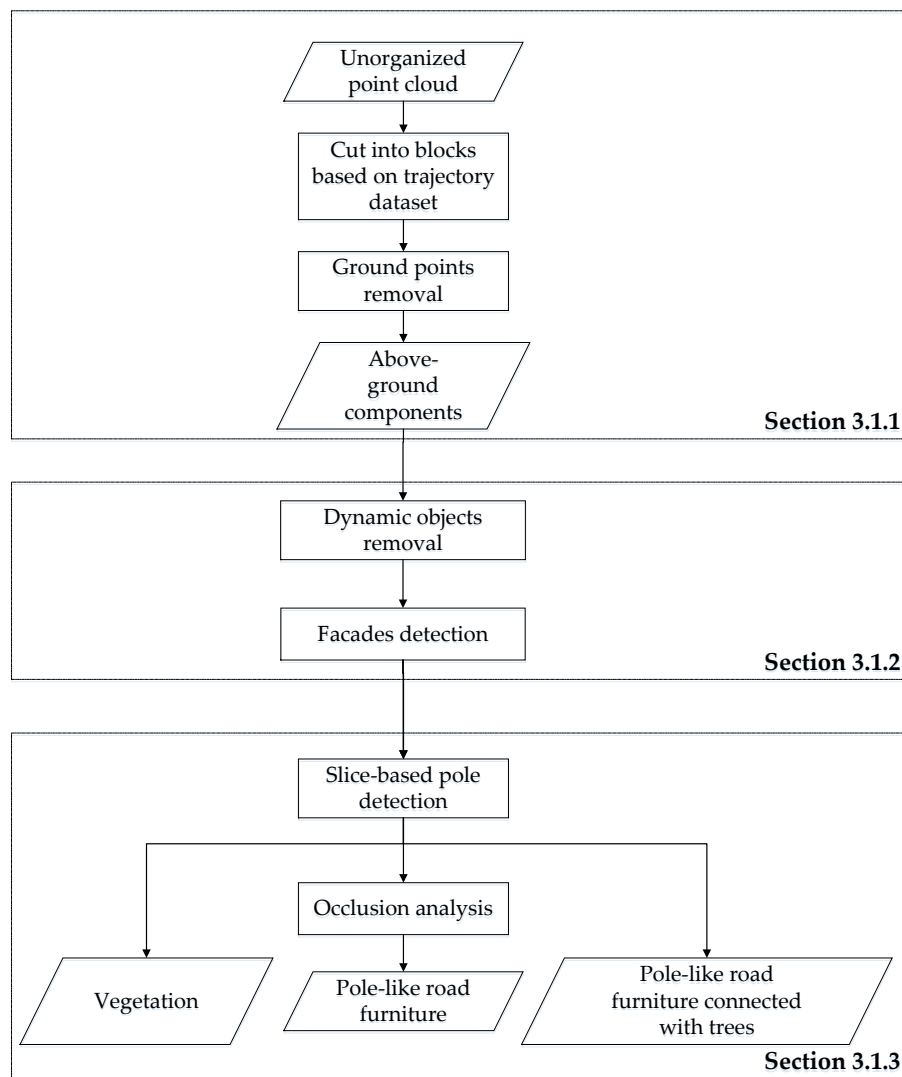 Unorganized
point cloud
Cut into blocks
based on trajectory
dataset
Ground points
removal
Above-
ground
components
Section 3.1.1
Dynamic objects
removal
Facades detection
Section 3.1.2
Slice-based pole
detection
Occlusion analysis
Vegetation
Pole-like road
furniture
Pole-like road
furniture connected
with trees
Section 3.1.3